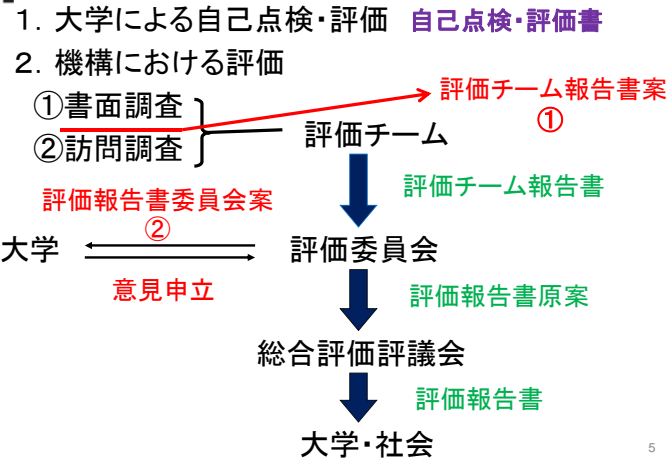 1. 大学による自己点検・評価 自己点検・評価書
2. 機構における評価
評価チーム報告書案
①
①書面調査
②訪問調査
評価チーム
評価チーム報告書
評価報告書委員会案
②
大学
評価委員会
意見申立
評価報告書原案
総合評価評議会
評価報告書
大学・社会
5